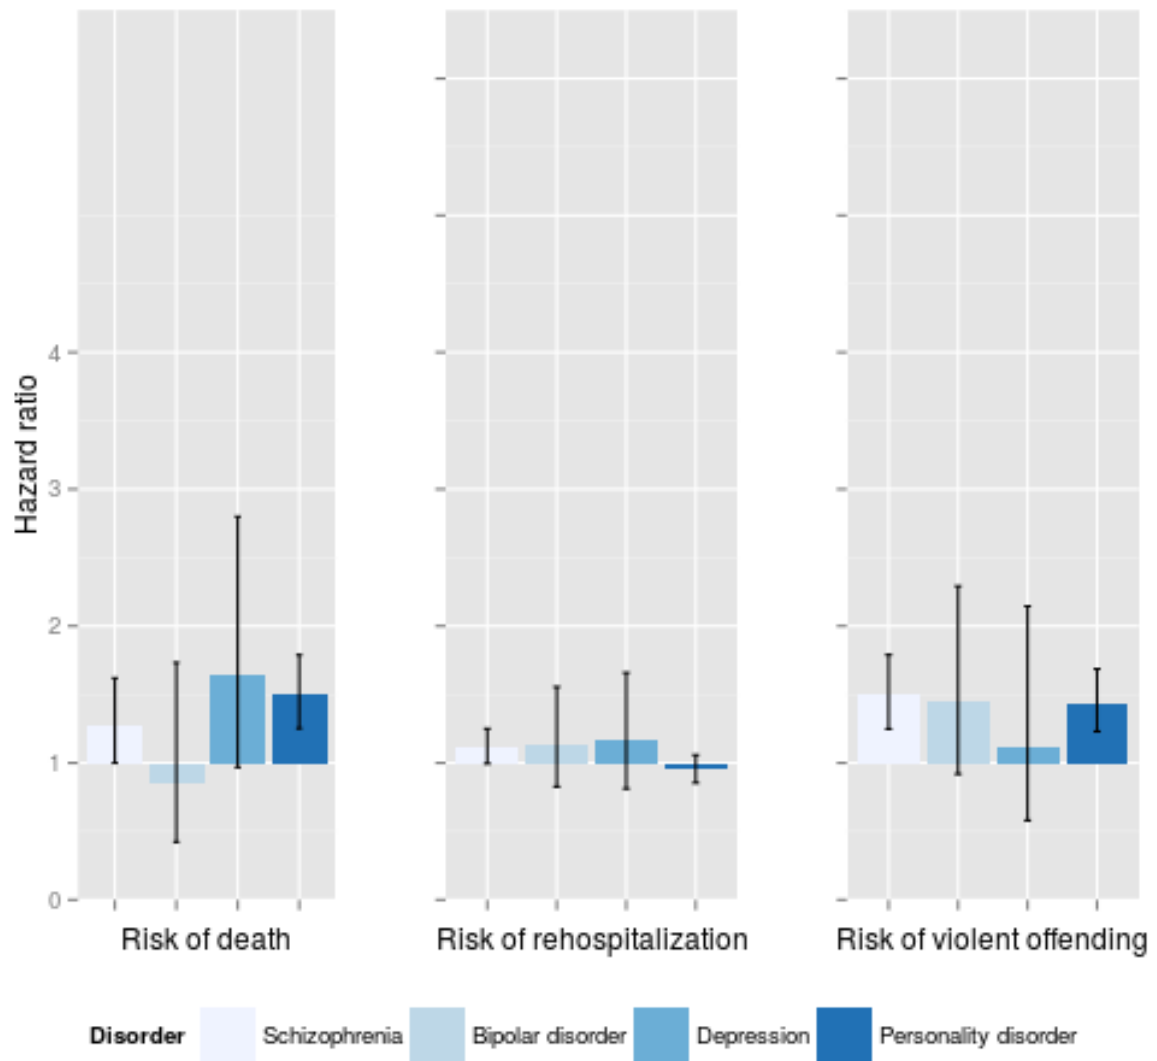 Hazard ratio
4
3
2
1
0
Risk of death
Risk of rehospitalization
Risk of violent offending
Disorder Schizophrenia Bipolar disorder Depression Personality disorder